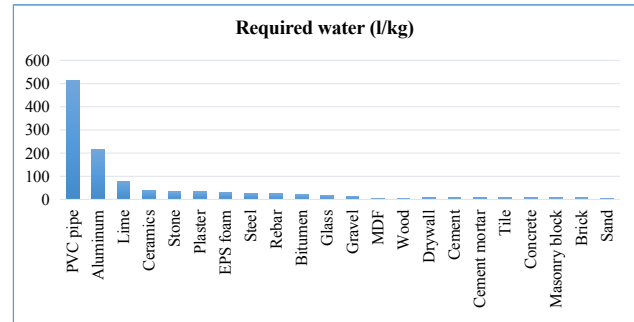 Required water (l/kg)
600
500
400
300
200
100
0
PVC pipe
Aluminum
Lime
Ceramics
Stone
Plaster
EPS foam
Steel
Rebar
Bitumen
Glass
Gravel
MDF
Wood
Drywall
Cement
Cement mortar
Tile
Concrete
Masonry block
Brick
Sand